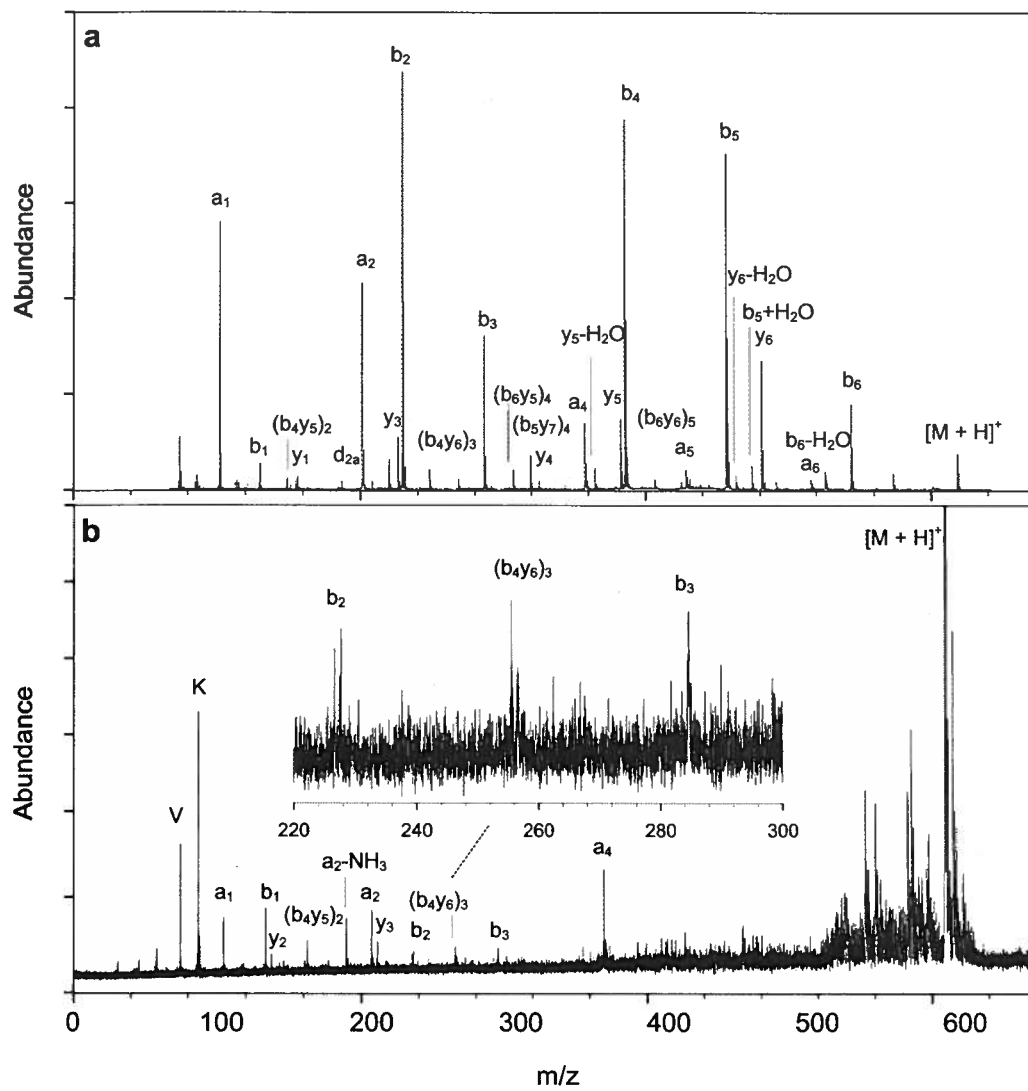 a
Abundance
a₁
b₁
(b₄y₅)₂
y₁
d₂ₐ
a₂
b₂
y₃
(b₄y₆)₃
b₃
(b₆y₅)₄
(b₅y₇)₄
y₄
a₄
y₅-H₂O
y₅
b₄
(b₆y₆)₅
a₅
b₅
y₆-H₂O
b₅+H₂O
y₆
b₆-H₂O
a₆
b₆
[M + H]⁺
b
Abundance
V
K
a₁
b₁
y₂
(b₄y₅)₂
a₂-NH₃
a₂
y₃
b₂
(b₄y₆)₃
b₃
a₄
[M + H]⁺
b₂
(b₄y₆)₃
b₃
220 240 260 280 300
0 100 200 300 400 500 600
m/z